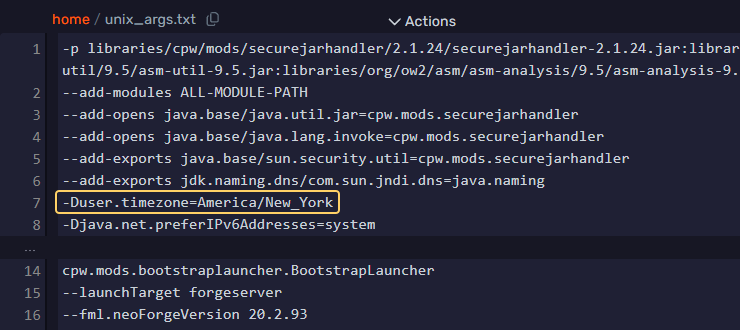 home / unix_args.txt Actions
1 -p libraries/cpw/mods/securejarhandler/2.1.24/securejarhandler-2.1.24.jar:librar
util/9.5/asm-util-9.5.jar:libraries/org/ow2/asm/asm-analysis/9.5/asm-analysis-9.
2 --add-modules ALL-MODULE-PATH
3 --add-opens java.base/java.util.jar=cpw.mods.securejarhandler
4 --add-opens java.base/java.lang.invoke=cpw.mods.securejarhandler
5 --add-exports java.base/sun.security.util=cpw.mods.securejarhandler
6 --add-exports jdk.naming.dns/com.sun.jndi.dns=java.naming
7 -Duser.timezone=America/New_York
8 -Djava.net.preferIPv6Addresses=system
...
14 cpw.mods.bootstraplauncher.BootstrapLauncher
15 --launchTarget forgeserver
16 --fml.neoForgeVersion 20.2.93